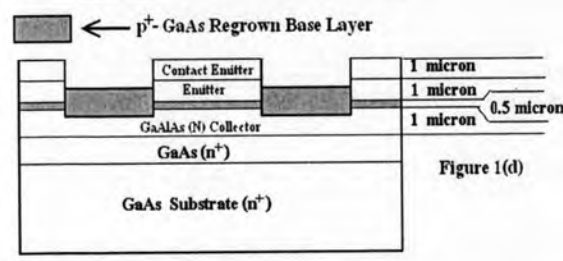 p+- GaAs Regrown Base Layer
Contact Emitter
Emitter
GaAlAs (N) Collector
GaAs (n+)
GaAs Substrate (n+)
1 micron
1 micron
0.5 micron
1 micron
Figure 1(d)